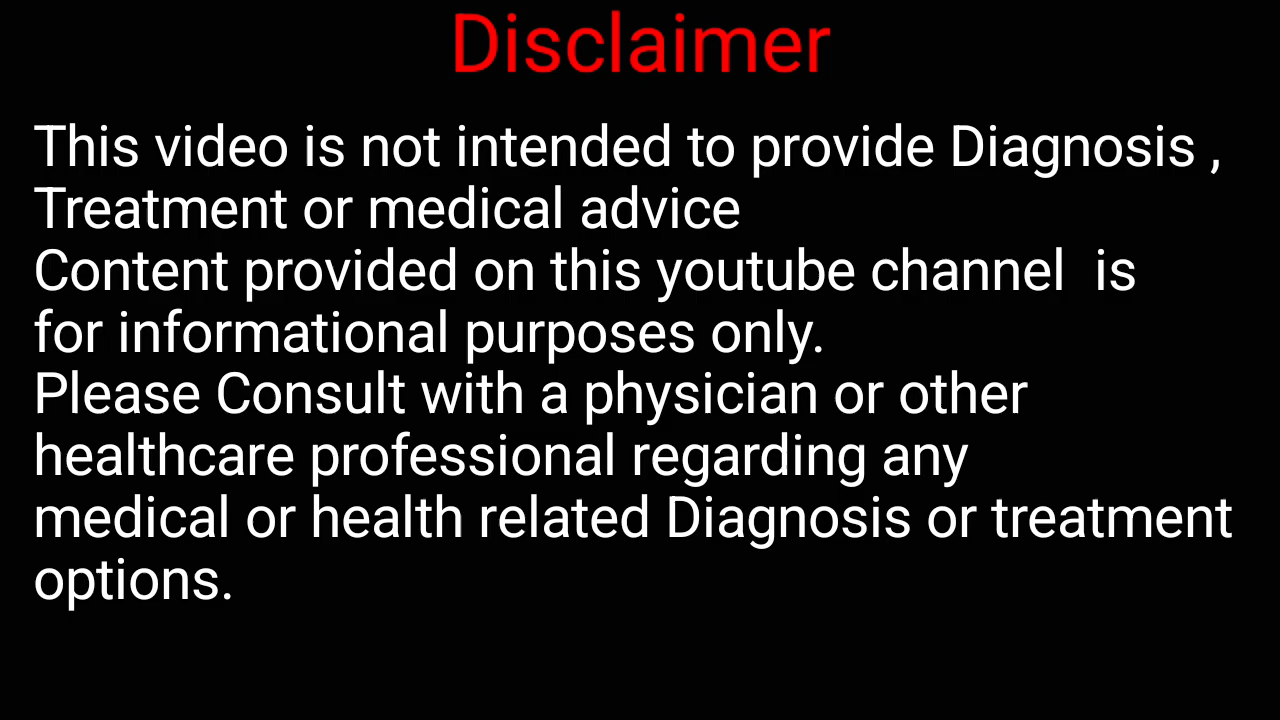 Disclaimer
This video is not intended to provide Diagnosis ,
Treatment or medical advice
Content provided on this youtube channel  is
for informational purposes only.
Please Consult with a physician or other
healthcare professional regarding any
medical or health related Diagnosis or treatment
options.